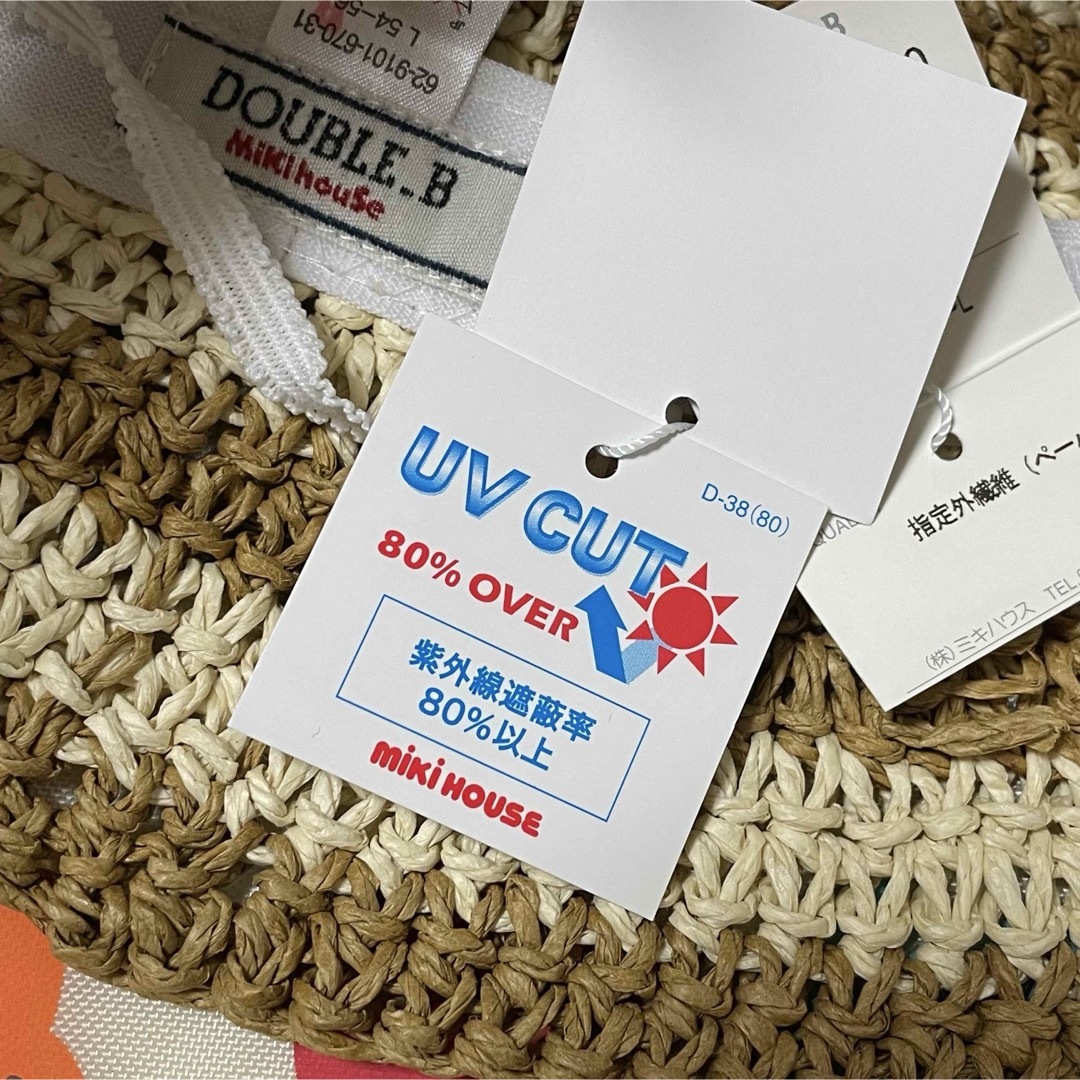 JP
L 54–56
62-9101-670-31
DOUBLE_B
MIKIHOUSE
D-38(80)
UV CUT
80% OVER
紫外線遮蔽率
80%以上
MIKI HOUSE
B
指定外繊維（ペー
(株)ミキハウス TEL